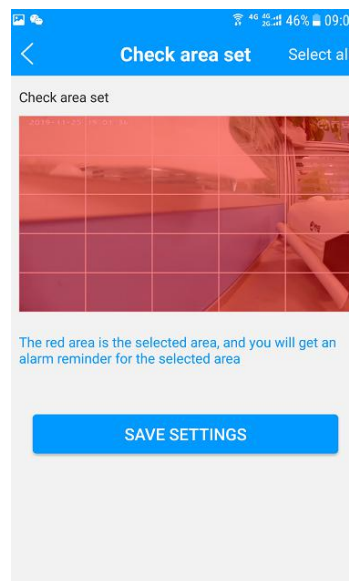 46% 09:0
Check area set
Select al
Check area set
The red area is the selected area, and you will get an
alarm reminder for the selected area
SAVE SETTINGS